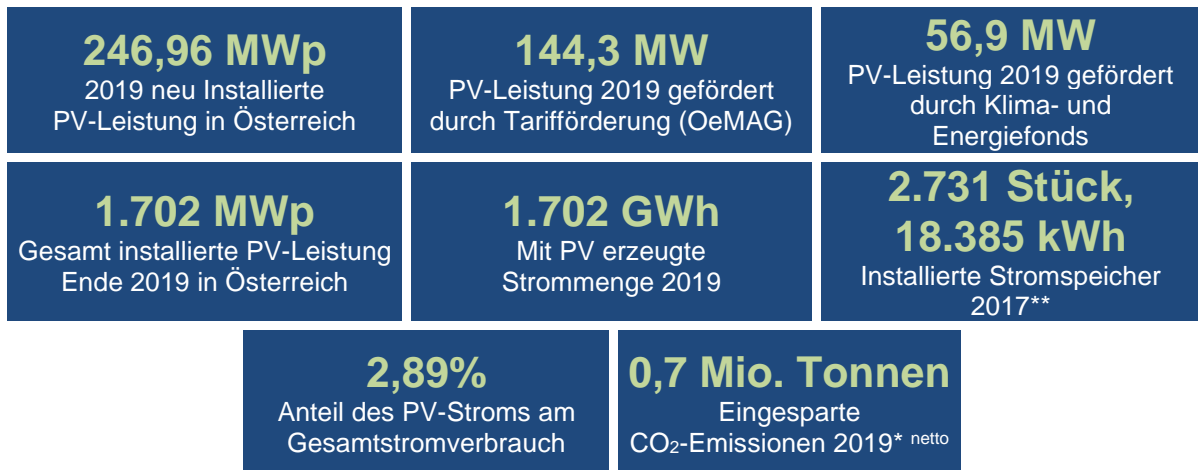 246,96 MWp
2019 neu Installierte
PV-Leistung in Österreich
144,3 MW
PV-Leistung 2019 gefördert
durch Tarifförderung (OeMAG)
56,9 MW
PV-Leistung 2019 gefördert
durch Klima- und
Energiefonds
1.702 MWp
Gesamt installierte PV-Leistung
Ende 2019 in Österreich
1.702 GWh
Mit PV erzeugte
Strommenge 2019
2.731 Stück,
18.385 kWh
Installierte Stromspeicher
2017**
2,89%
Anteil des PV-Stroms am
Gesamtstromverbrauch
0,7 Mio. Tonnen
Eingesparte
CO₂-Emissionen 2019* netto